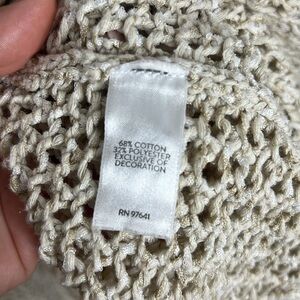 68% COTTON
32% POLYESTER
EXCLUSIVE OF
DECORATION
RN 97641